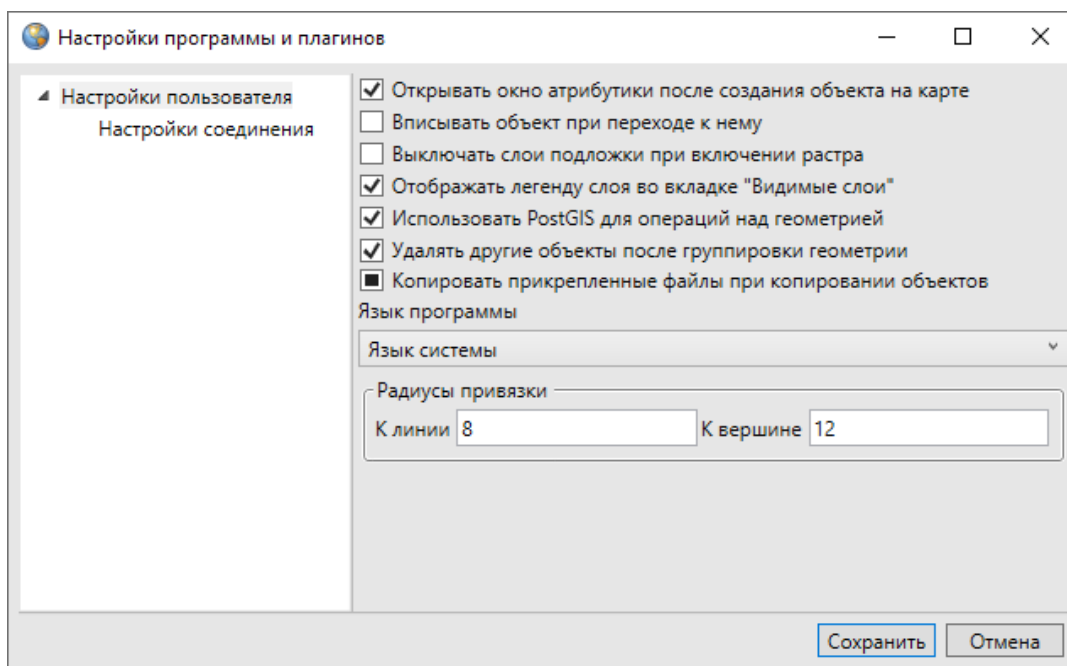 Настройки программы и плагинов
Настройки пользователя
Настройки соединения
Открывать окно атрибутики после создания объекта на карте
Вписывать объект при переходе к нему
Выключать слои подложки при включении растра
Отображать легенду слоя во вкладке "Видимые слои"
Использовать PostGIS для операций над геометрией
Удалять другие объекты после группировки геометрии
Копировать прикрепленные файлы при копировании объектов
Язык программы
Язык системы
Радиусы привязки
К линии 8 К вершине 12
Сохранить Отмена